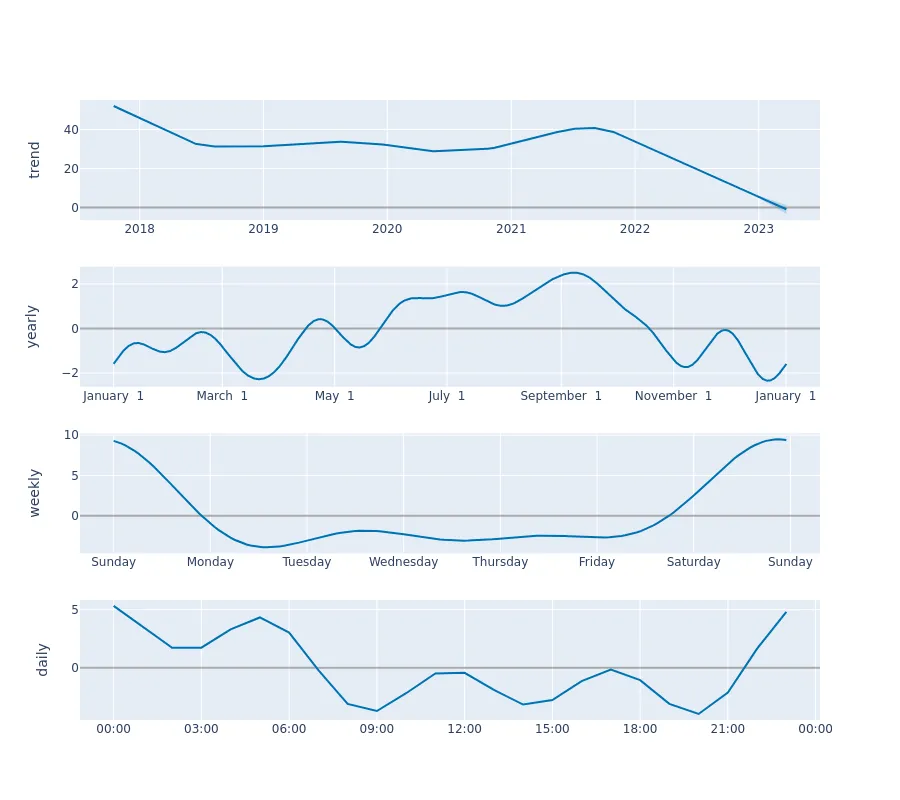 trend
40
20
0
2018 2019 2020 2021 2022 2023
yearly
2
0
−2
January 1 March 1 May 1 July 1 September 1 November 1 January 1
weekly
10
5
0
Sunday Monday Tuesday Wednesday Thursday Friday Saturday Sunday
daily
5
0
00:00 03:00 06:00 09:00 12:00 15:00 18:00 21:00 00:00